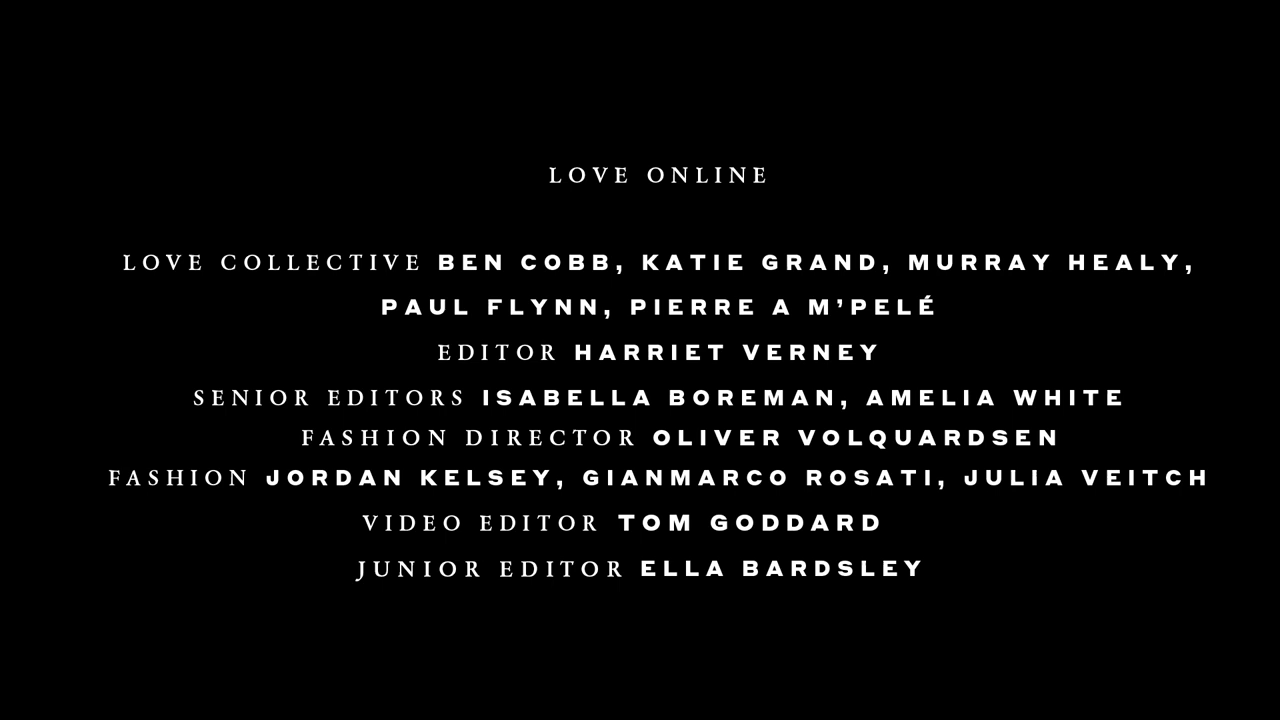 LOVE ONLINE
LOVE COLLECTIVE BEN COBB, KATIE GRAND, MURRAY HEALY,
PAUL FLYNN, PIERRE A M’PELÉ
EDITOR HARRIET VERNEY
SENIOR EDITORS ISABELLA BOREMAN, AMELIA WHITE
FASHION DIRECTOR OLIVER VOLQUARDSEN
FASHION JORDAN KELSEY, GIANMARCO ROSATI, JULIA VEITCH
VIDEO EDITOR TOM GODDARD
JUNIOR EDITOR ELLA BARDSLEY